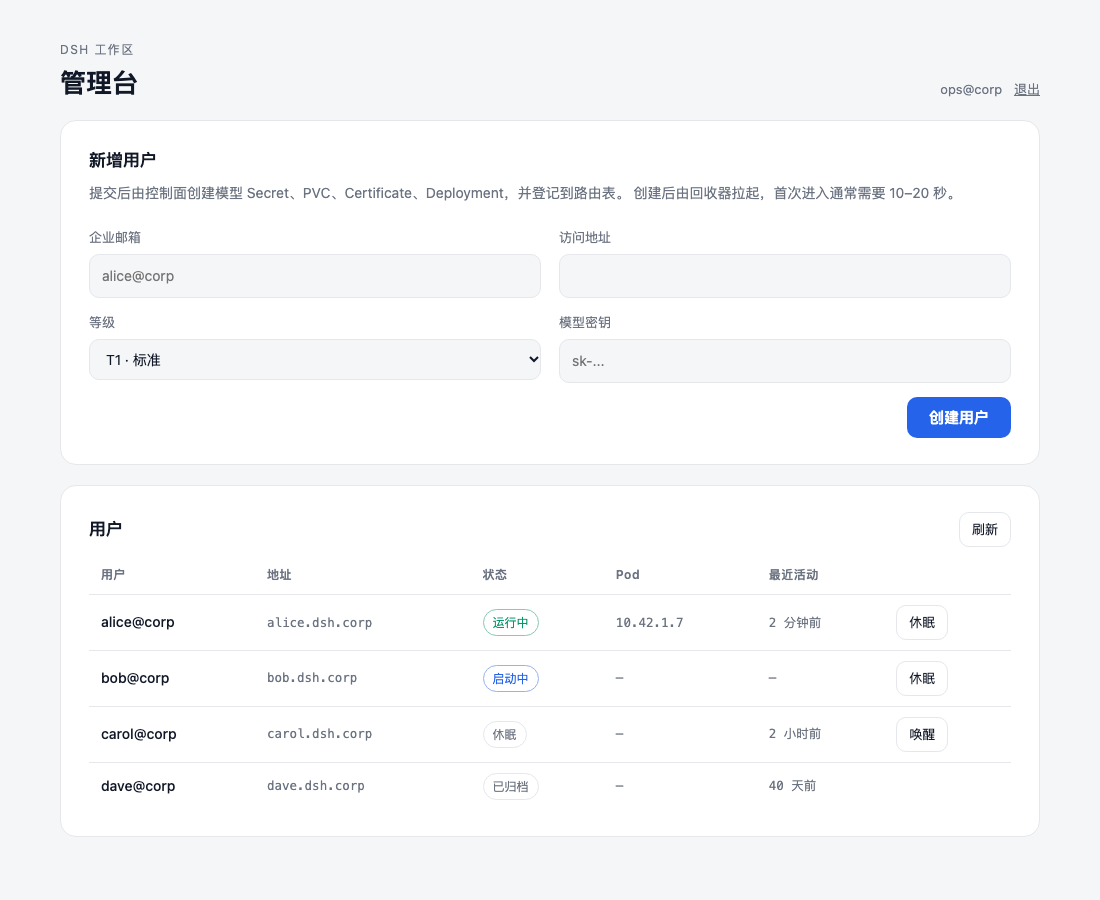 DSH 工作区
管理台
ops@corp 退出
新增用户
提交后由控制面创建模型 Secret、PVC、Certificate、Deployment，并登记到路由表。 创建后由回收器拉起，首次进入通常需要 10–20 秒。
企业邮箱 访问地址
alice@corp
等级 模型密钥
T1 · 标准 sk-...
创建用户
用户 刷新
用户 地址 状态 Pod 最近活动
alice@corp alice.dsh.corp 运行中 10.42.1.7 2 分钟前 休眠
bob@corp bob.dsh.corp 启动中 — — 休眠
carol@corp carol.dsh.corp 休眠 — 2 小时前 唤醒
dave@corp dave.dsh.corp 已归档 — 40 天前